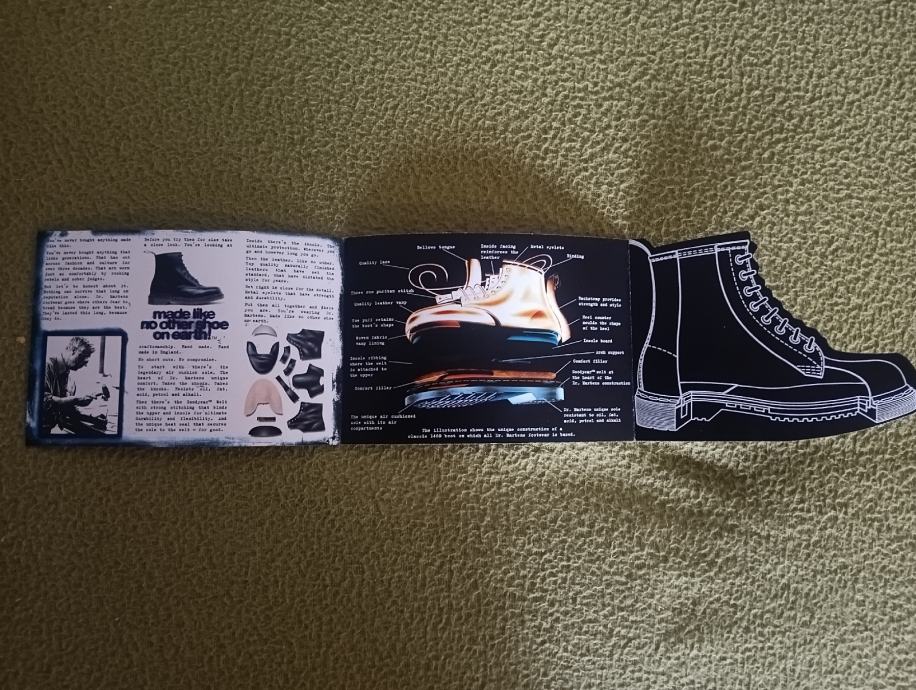 You've never bought anything made
like this.
You've never bought anything that
links generations. That has cut
across fashion and culture for
over three decades. That are worn
just as comfortably by rocking
rebels and sober judges.
But let's be honest about it.
Nothing can survive that long on
reputation alone. Dr. Martens
footwear goes where others fear to
tread because they are the best.
They've lasted this long, because
they do.
Before you try them for size take
a close look. You're looking at
made like
no other shoe
on earth!
craftsmanship. Hand made. Hand
made in England.
No short cuts. No compromise.
To start with there's the
legendary air cushion sole. The
heart of Dr. Martens unique
comfort. Takes the shocks. Takes
the knocks. Resists oil, fat,
acid, petrol and alkali.
Then there's the Goodyear® Welt
with strong stitching that binds
the upper and insole for ultimate
durability and flexibility. And
the unique heat seal that secures
the sole to the welt - for good.
Inside there's the insole. The
ultimate protection. Wherever you
go and however long you go.
Then the leather. Like no other.
Top quality naturally finished
leathers that have set the
standard, that have dictated the
style for years.
But right is also for the detail.
Metal eyelets that have strength
and durability.
Put them all together and
you are. You're wearing Dr.
Martens. Made like no other shoe
on earth!
Bellows tongue
Inside facing
reinforces the
leather
Metal eyelets
Binding
Quality lace
Three row puritan stitch
Quality leather vamp
Toe puff retains
the boot's shape
Woven fabric
vamp lining
Insole ribbing
where the welt
is attached to
the upper
Comfort filler
The unique air cushioned
sole with its air
compartments
Backstrap provides
strength and style
Heel counter
moulds the shape
of the heel
Insole board
Arch support
Comfort filler
Goodyear™ welt at
the heart of the
Dr. Martens construction
Dr. Martens unique sole
resistant to oil, fat,
acid, petrol and alkali
The illustration shows the unique construction of a
classic 1460 boot on which all Dr. Martens footwear is based.